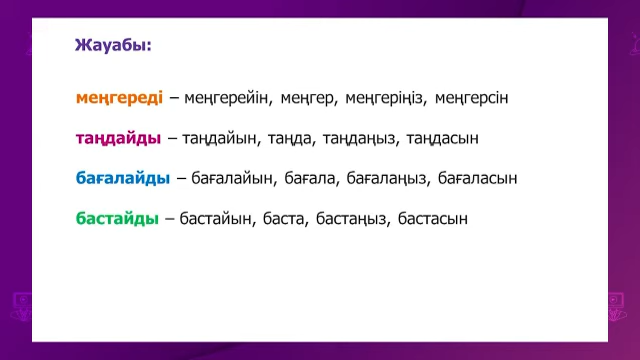 Жауабы:
меңгереді – меңгерейін, меңгер, меңгеріңіз, меңгерсін
таңдайды – таңдайын, таңда, таңдаңыз, таңдасын
бағалайды – бағалайын, бағала, бағалаңыз, бағаласын
бастайды – бастайын, баста, бастаңыз, бастасын